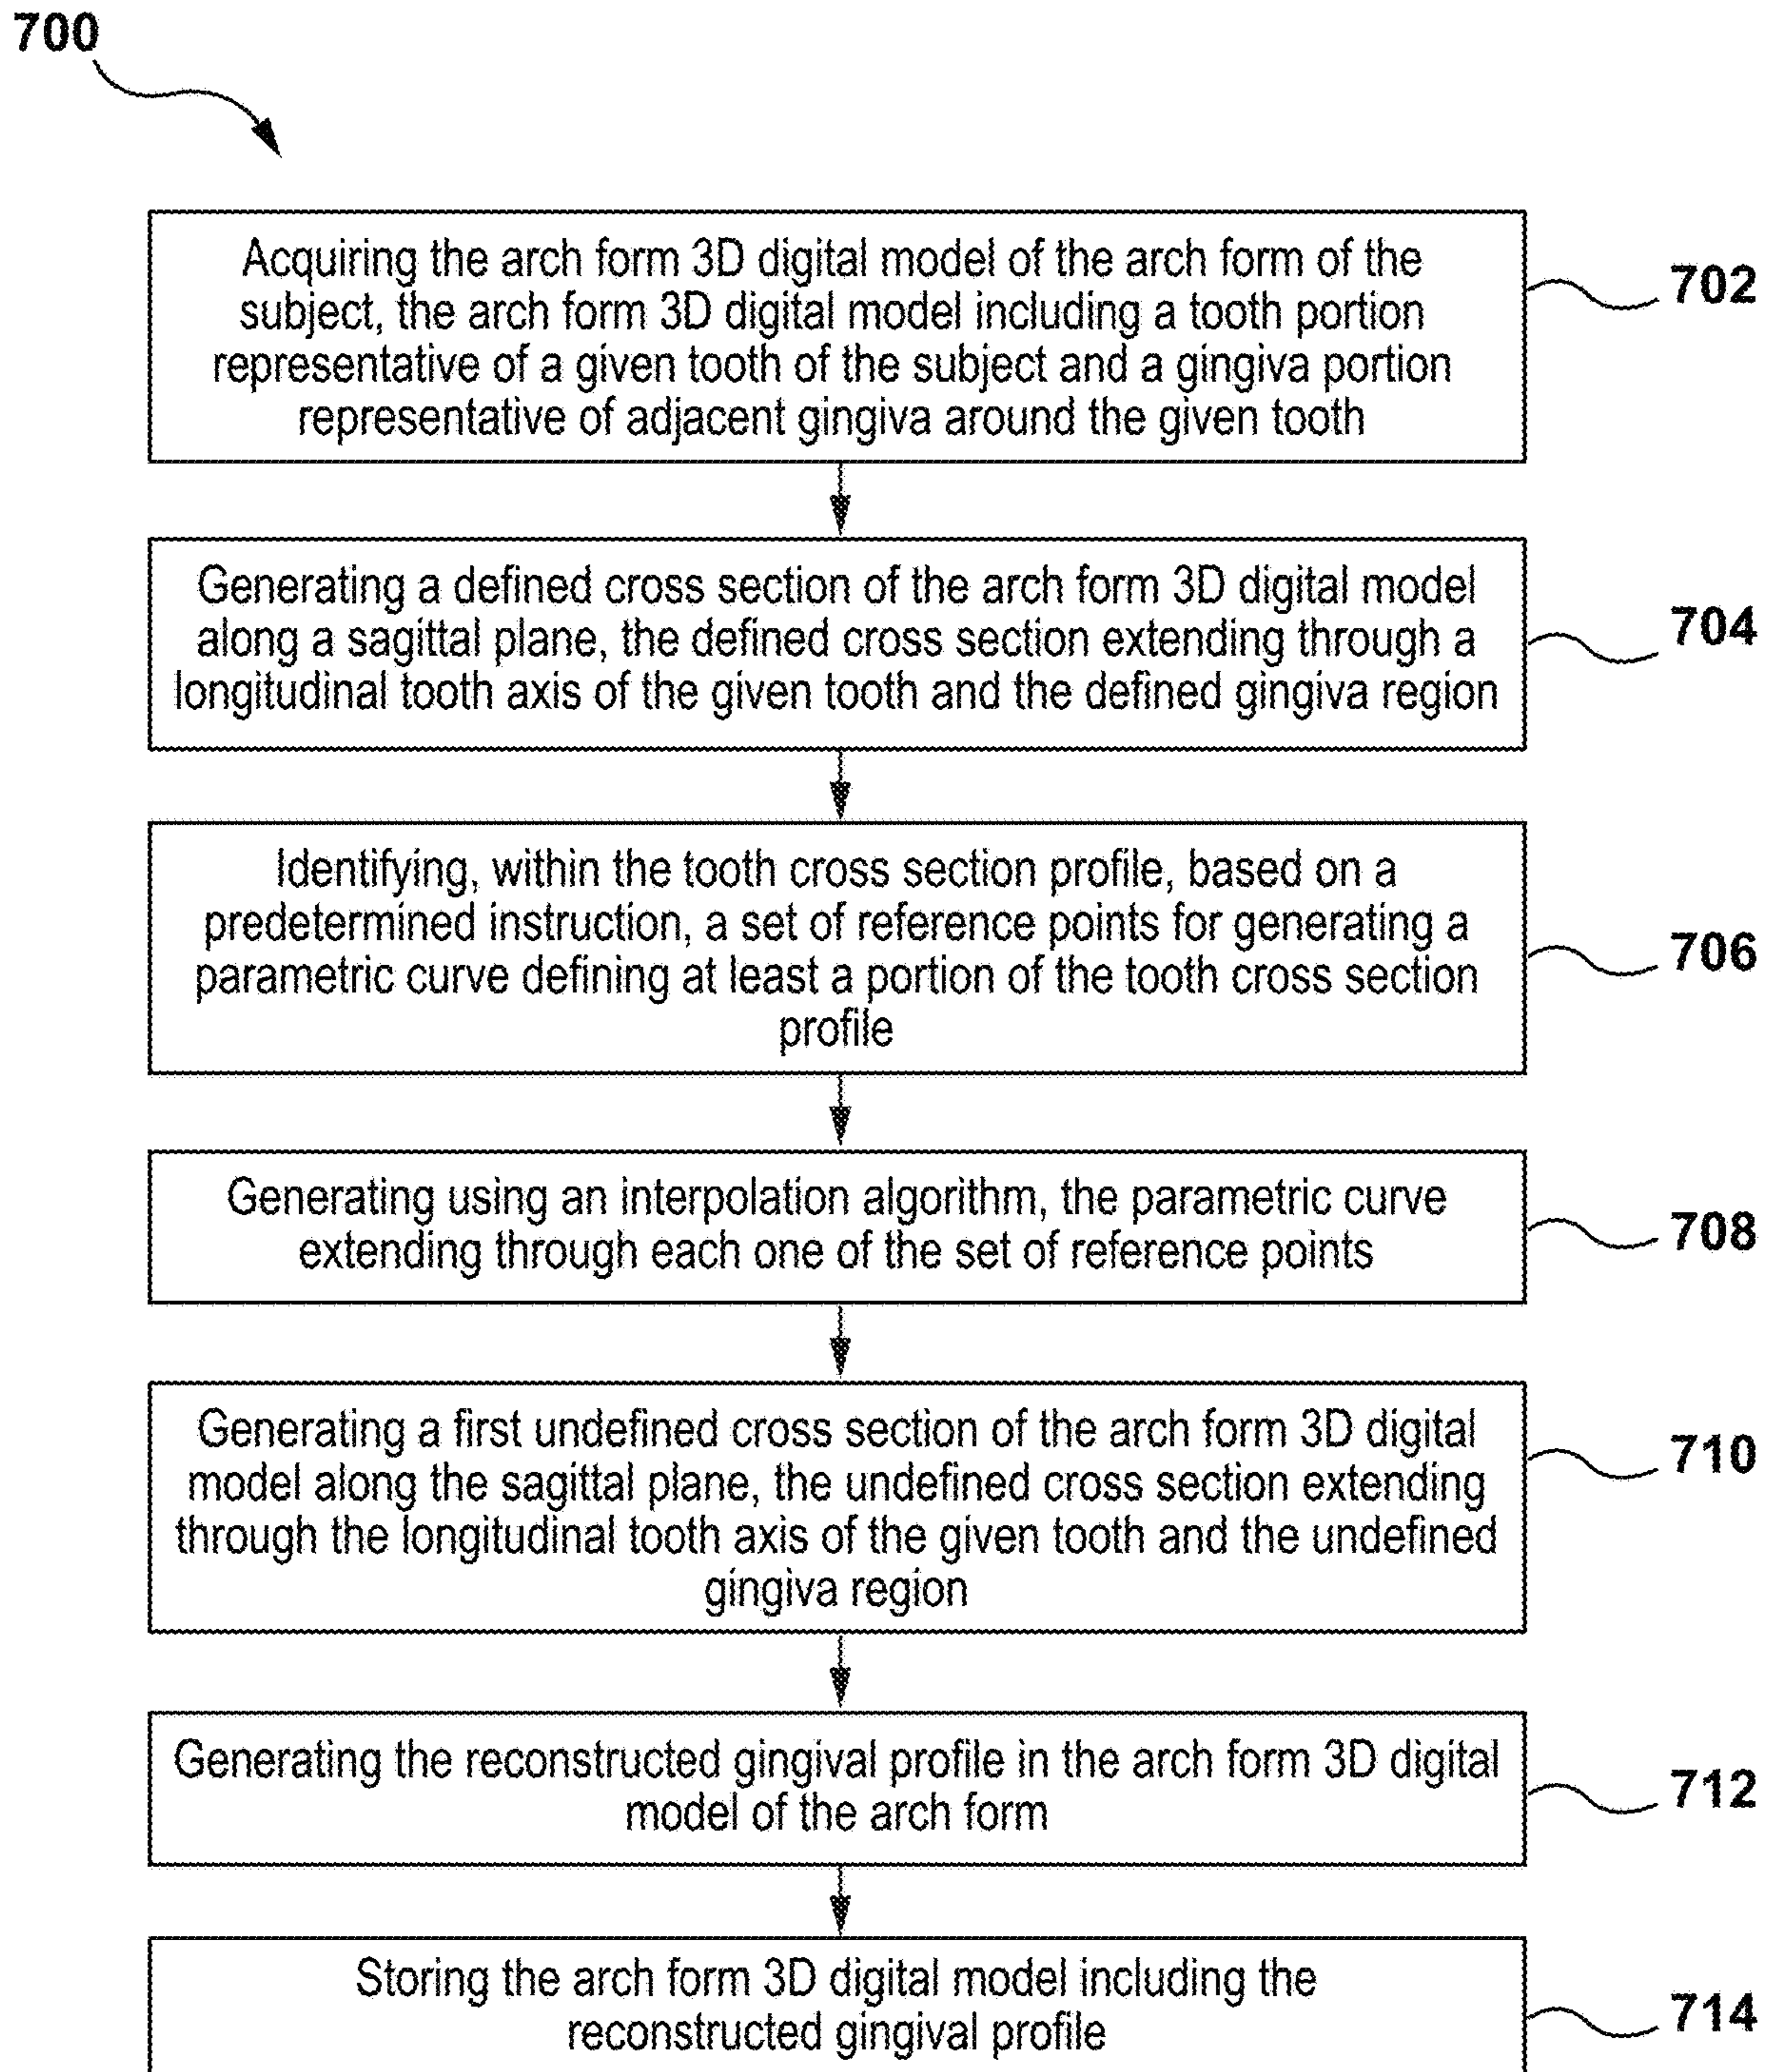 700
Acquiring the arch form 3D digital model of the arch form of the
subject, the arch form 3D digital model including a tooth portion
representative of a given tooth of the subject and a gingiva portion
representative of adjacent gingiva around the given tooth
702
Generating a defined cross section of the arch form 3D digital model
along a sagittal plane, the defined cross section extending through a
longitudinal tooth axis of the given tooth and the defined gingiva region
704
Identifying, within the tooth cross section profile, based on a
predetermined instruction, a set of reference points for generating a
parametric curve defining at least a portion of the tooth cross section
profile
706
Generating using an interpolation algorithm, the parametric curve
extending through each one of the set of reference points
708
Generating a first undefined cross section of the arch form 3D digital
model along the sagittal plane, the undefined cross section extending
through the longitudinal tooth axis of the given tooth and the undefined
gingiva region
710
Generating the reconstructed gingival profile in the arch form 3D digital
model of the arch form
712
Storing the arch form 3D digital model including the
reconstructed gingival profile
714